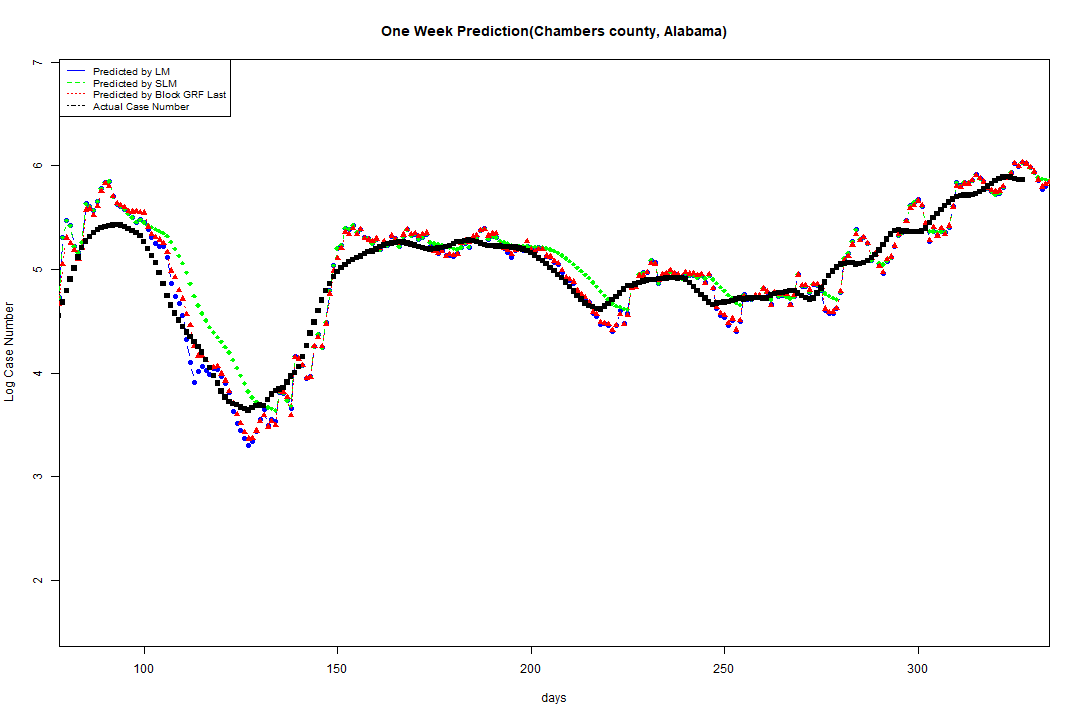 One Week Prediction(Chambers county, Alabama)
Predicted by LM
Predicted by SLM
Predicted by Block GRF Last
Actual Case Number
7
6
5
4
3
2
Log Case Number
100 150 200 250 300
days